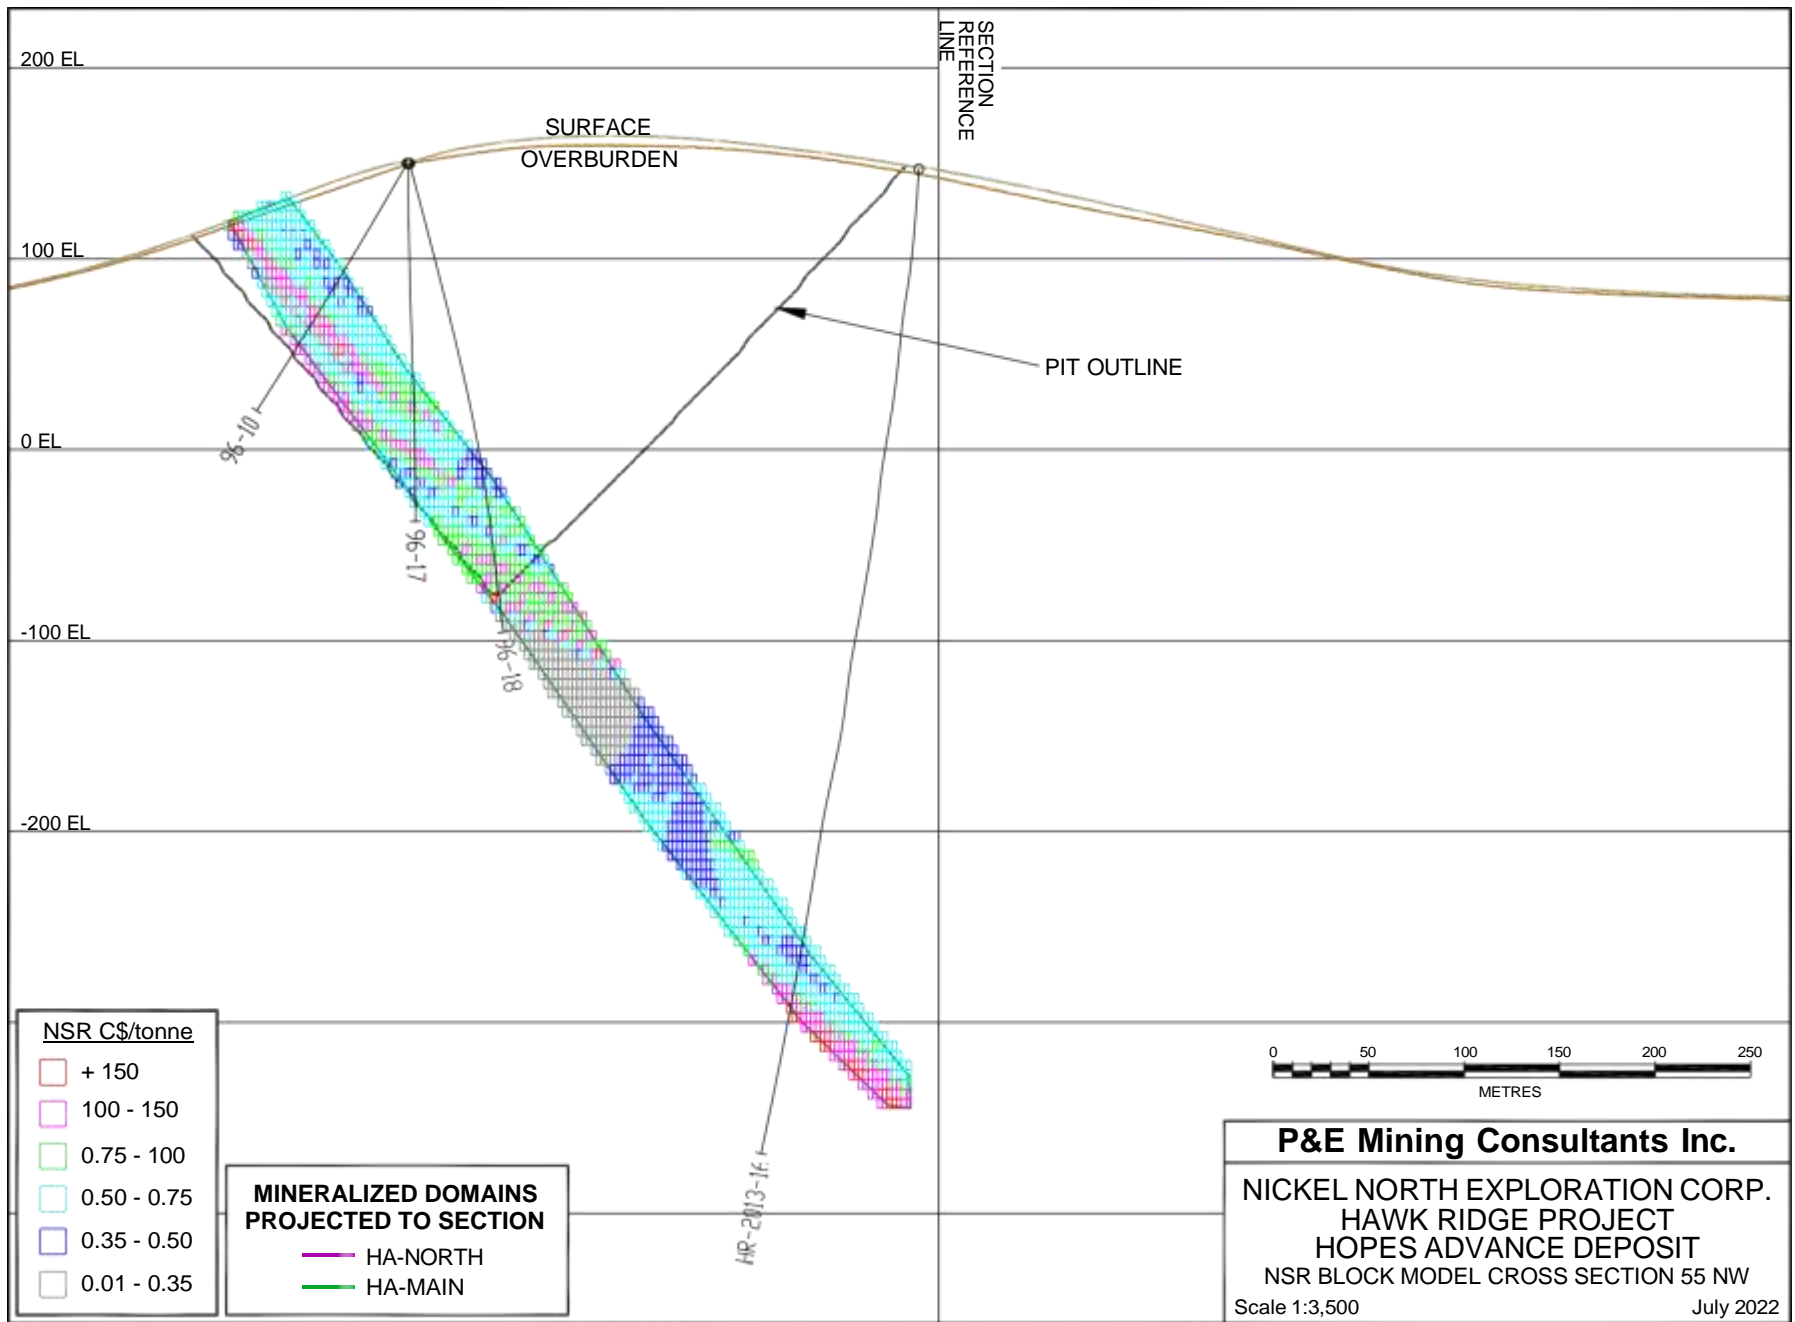 SECTION
REFERENCE
LINE
200 EL
SURFACE
OVERBURDEN
100 EL
PIT OUTLINE
96-10
0 EL
96-17
-100 EL
96-18
-200 EL
HR-2013-16
NSR C$/tonne
+ 150
100 - 150
0.75 - 100
0.50 - 0.75
0.35 - 0.50
0.01 - 0.35
MINERALIZED DOMAINS
PROJECTED TO SECTION
HA-NORTH
HA-MAIN
0 50 100 150 200 250
METRES
P&E Mining Consultants Inc.
NICKEL NORTH EXPLORATION CORP.
HAWK RIDGE PROJECT
HOPES ADVANCE DEPOSIT
NSR BLOCK MODEL CROSS SECTION 55 NW
Scale 1:3,500 July 2022